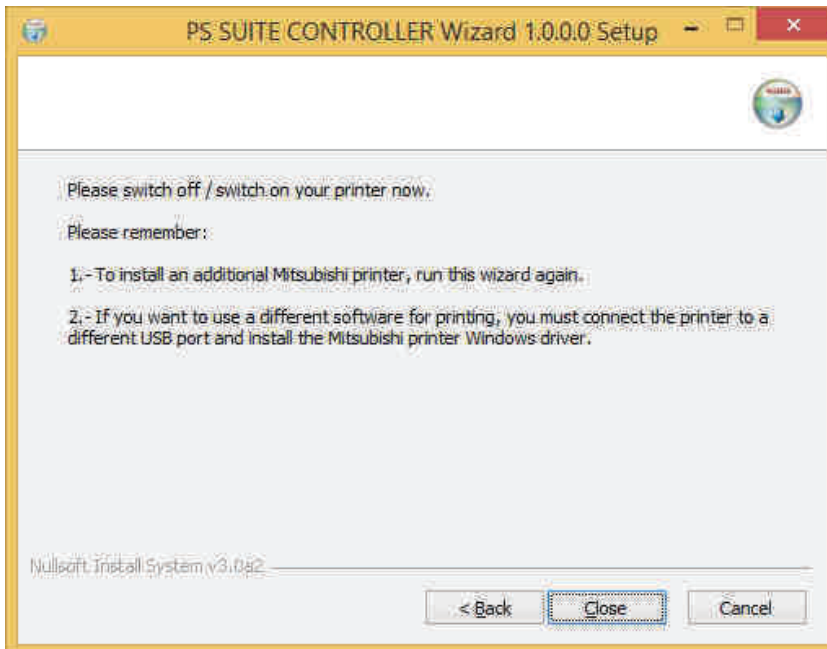 PS SUITE CONTROLLER Wizard 1.0.0.0 Setup
Please switch off / switch on your printer now.
Please remember:
1.- To install an additional Mitsubishi printer, run this wizard again.
2.- If you want to use a different software for printing, you must connect the printer to a
different USB port and install the Mitsubishi printer Windows driver.
Nullsoft Install System v3.0a2
< Back
Close
Cancel